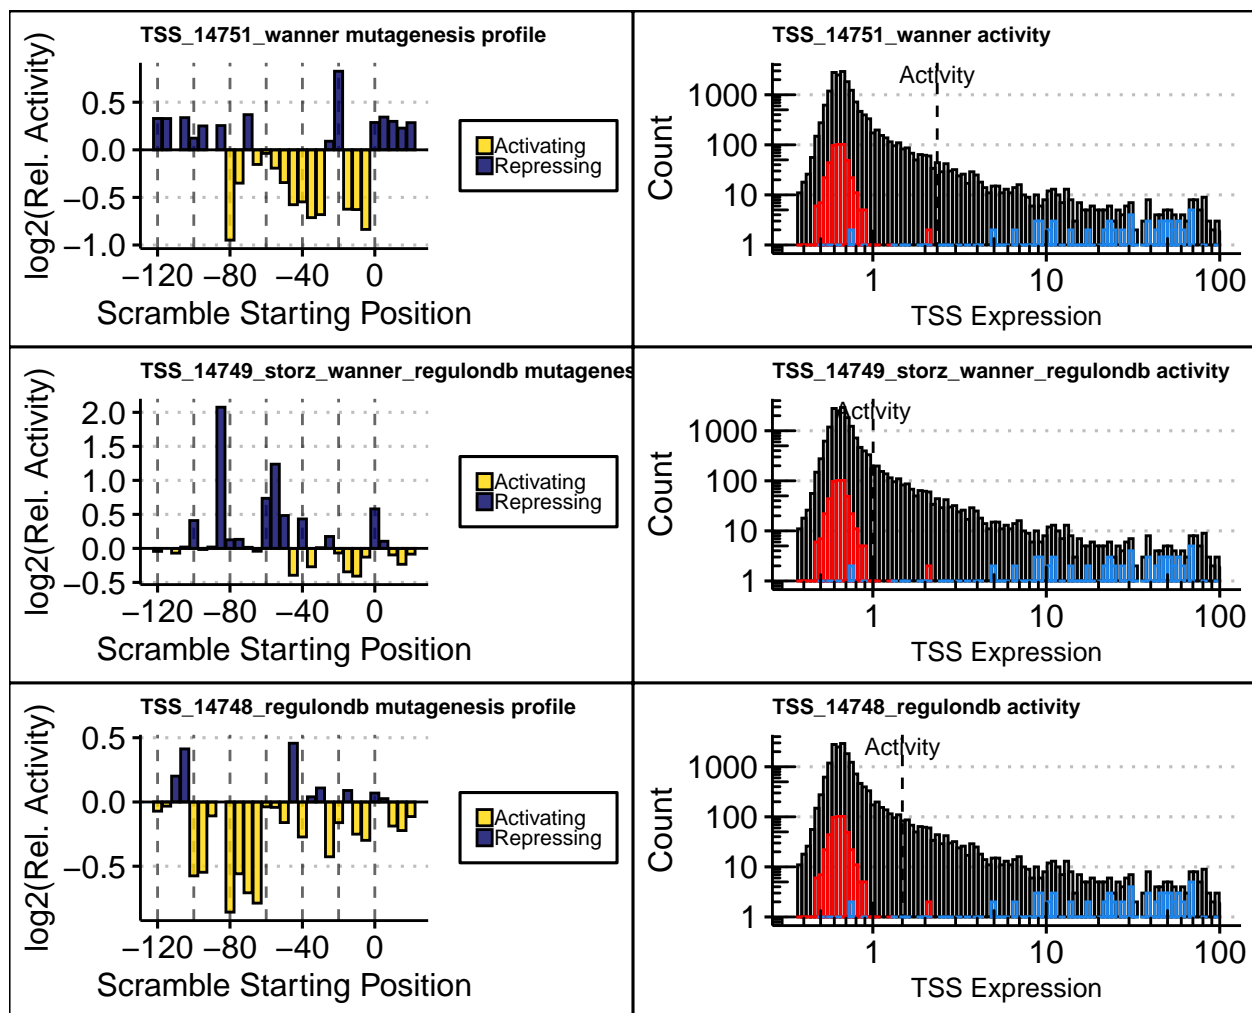 TSS_14751_wanner mutagenesis profile
log2(Rel. Activity)
0.5
0.0
−0.5
−1.0
−120 −80 −40 0
Scramble Starting Position
Activating
Repressing
TSS_14751_wanner activity
Activity
Count
1000
100
10
1
1 10 100
TSS Expression
TSS_14749_storz_wanner_regulondb mutagenes
log2(Rel. Activity)
2.0
1.5
1.0
0.5
0.0
−0.5
−120 −80 −40 0
Scramble Starting Position
Activating
Repressing
TSS_14749_storz_wanner_regulondb activity
Activity
Count
1000
100
10
1
1 10 100
TSS Expression
TSS_14748_regulondb mutagenesis profile
log2(Rel. Activity)
0.5
0.0
−0.5
−120 −80 −40 0
Scramble Starting Position
Activating
Repressing
TSS_14748_regulondb activity
Activity
Count
1000
100
10
1
1 10 100
TSS Expression